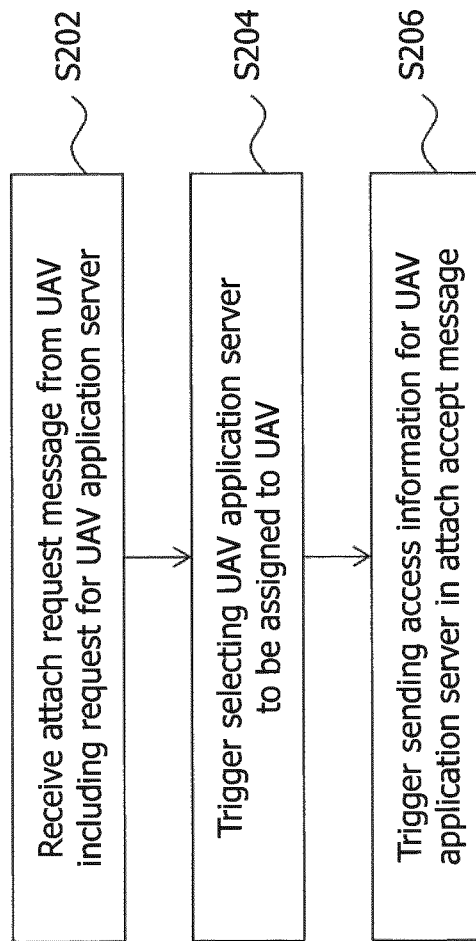 Receive attach request message from UAV
including request for UAV application server
S202
Trigger selecting UAV application server
to be assigned to UAV
S204
Trigger sending access information for UAV
application server in attach accept message
S206